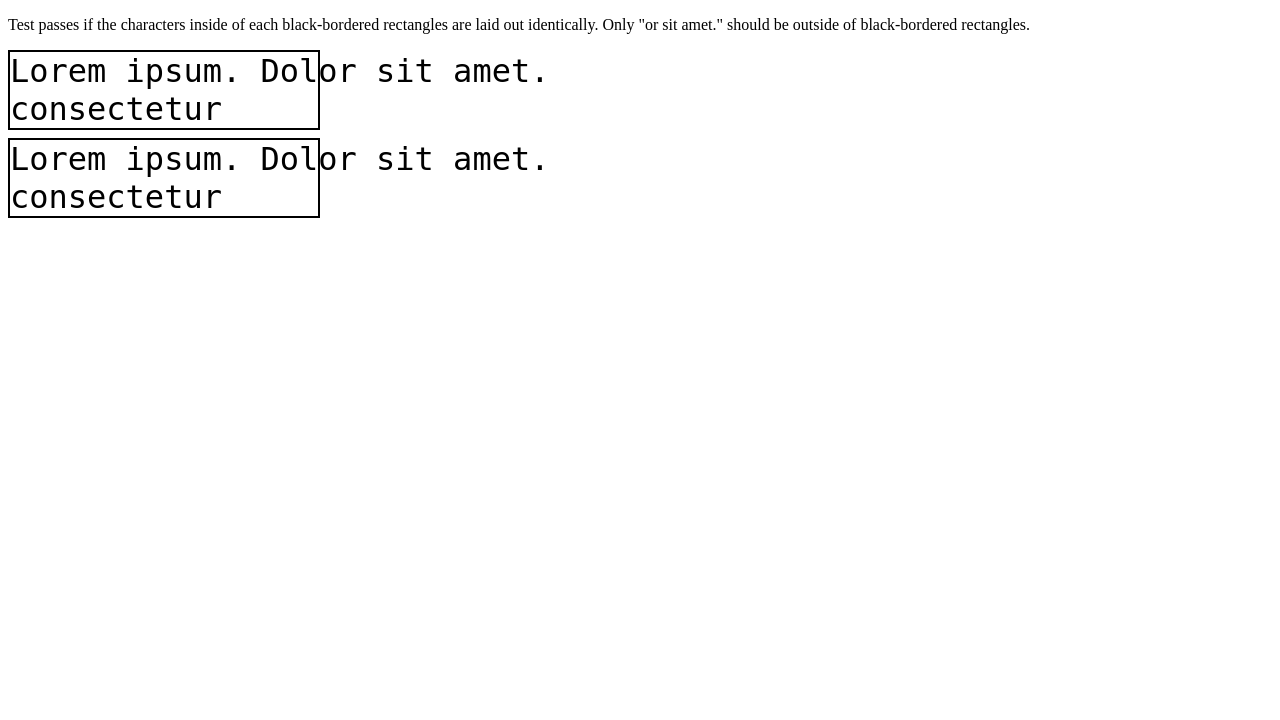 Test passes if the characters inside of each black-bordered rectangles are laid out identically. Only "or sit amet." should be outside of black-bordered rectangles.
Lorem ipsum. Dolor sit amet.
consectetur
Lorem ipsum. Dolor sit amet.
consectetur